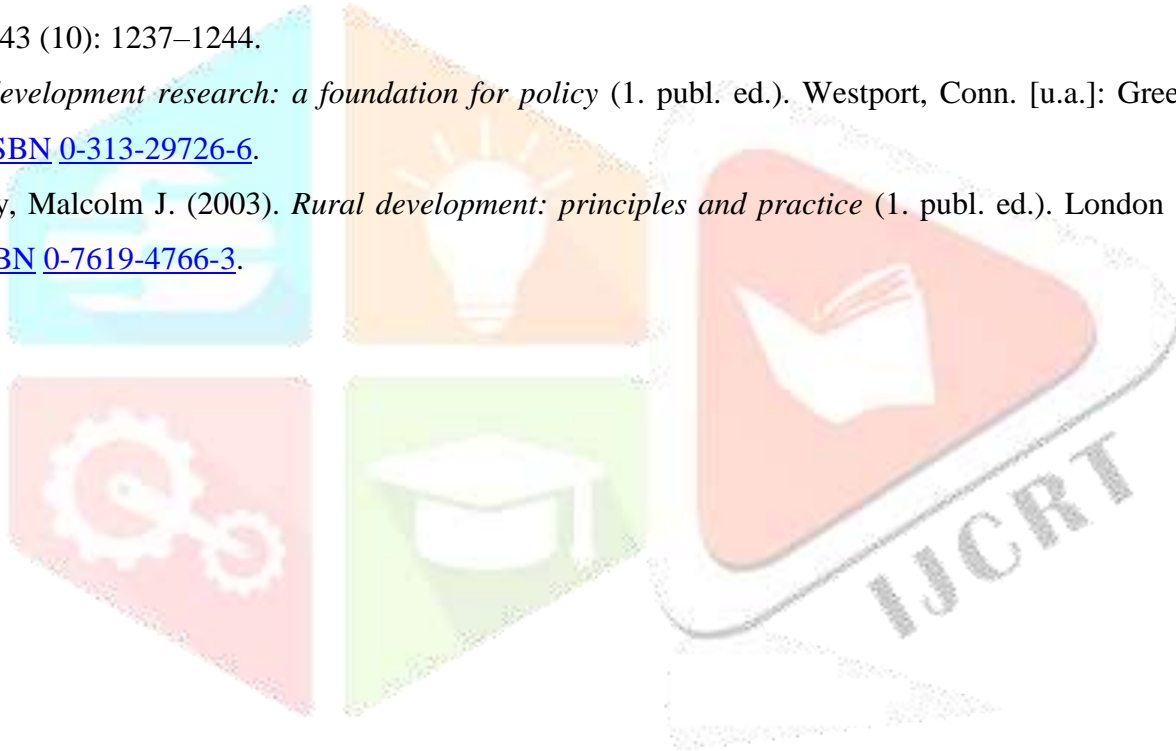 43 (10): 1237–1244.
development research: a foundation for policy (1. publ. ed.). Westport, Conn. [u.a.]: Gree
SBN 0-313-29726-6.
y, Malcolm J. (2003). Rural development: principles and practice (1. publ. ed.). London
BN 0-7619-4766-3.
IJCRT